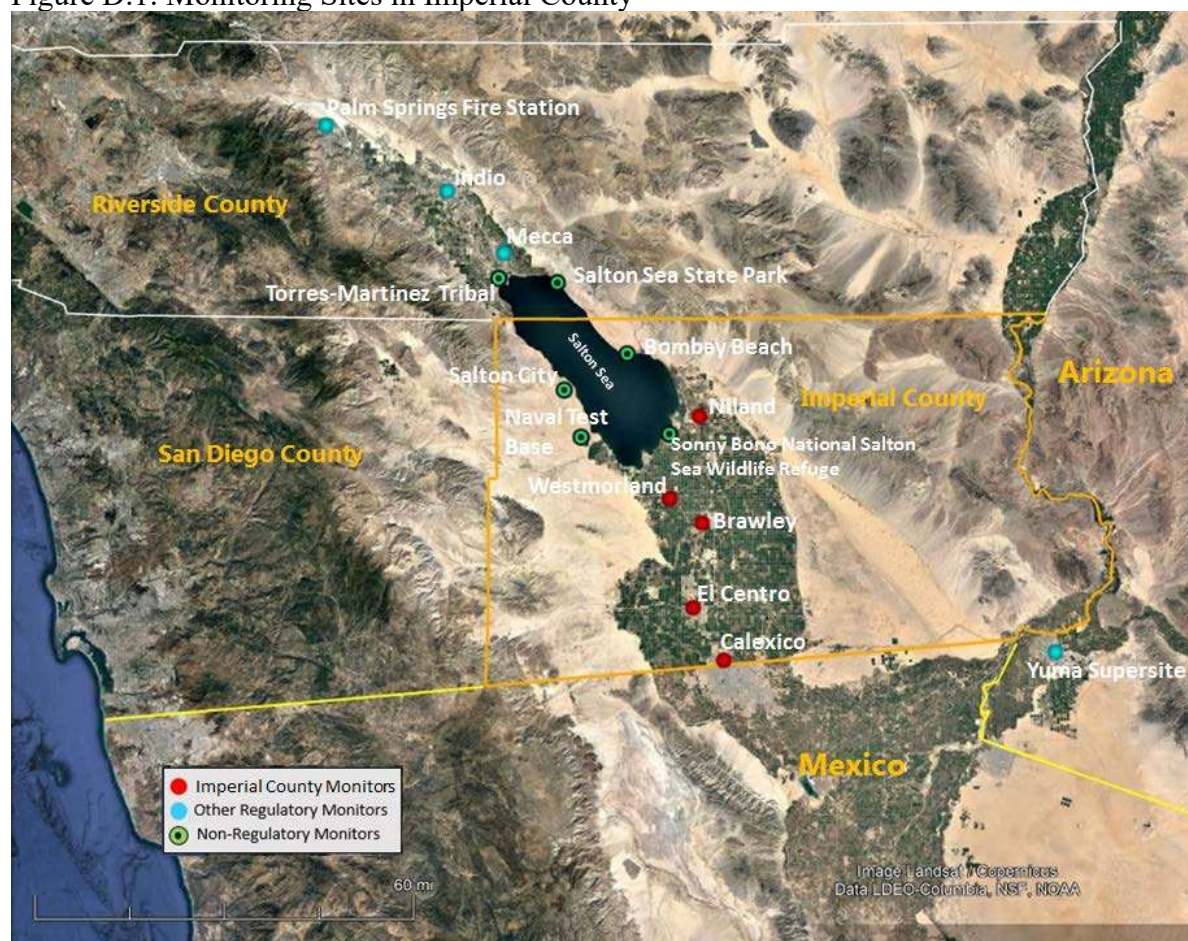 Figure D.1. Monitoring Sites in Imperial County
Palm Springs Fire Station
Indio
Riverside County
Mecca
Salton Sea State Park
Torres-Martinez Tribal
Salton Sea
Bombay Beach
Arizona
Salton City
Imperial County
Niland
Naval Test
Base
San Diego County
Sonny Bono National Salton
Sea Wildlife Refuge
Westmorland
Brawley
El Centro
Calexico
Yuma Supersite
Mexico
Imperial County Monitors
Other Regulatory Monitors
Non-Regulatory Monitors
60 mi
Image Landsat / Copernicus
Data LDEO-Columbia, NSF, NOAA